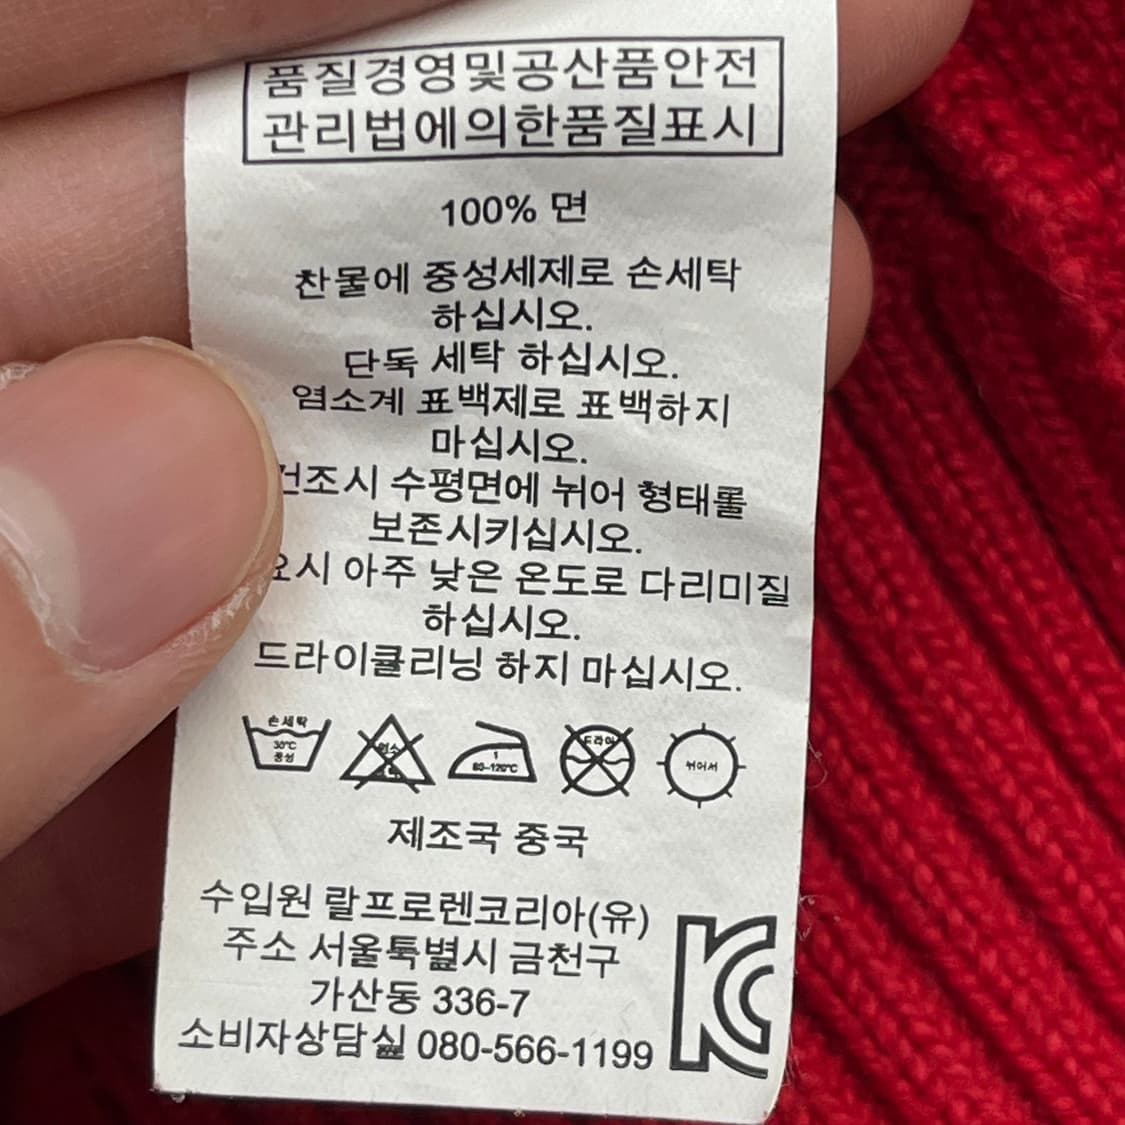 품질경영및공산품안전
관리법에의한품질표시
100% 면
찬물에 중성세제로 손세탁
하십시오.
단독 세탁 하십시오.
염소계 표백제로 표백하지
마십시오.
건조시 수평면에 뉘어 형태를
보존시키십시오.
요시 아주 낮은 온도로 다리미질
하십시오.
드라이클리닝 하지 마십시오.
손세탁
30℃
중성
염소
1
80~120℃
드라이
뉘어서
제조국 중국
수입원 랄프로렌코리아(유)
주소 서울특별시 금천구
가산동 336-7
소비자상담실 080-566-1199